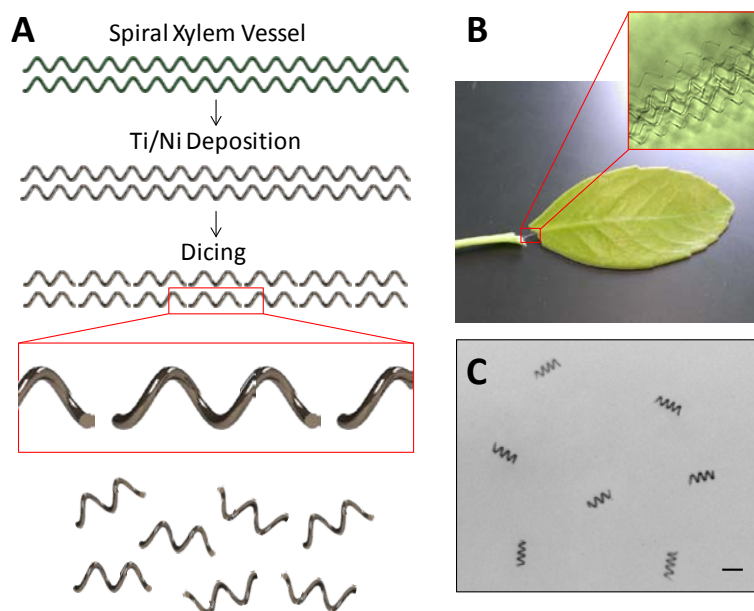 A
Spiral Xylem Vessel
Ti/Ni Deposition
Dicing
B
C